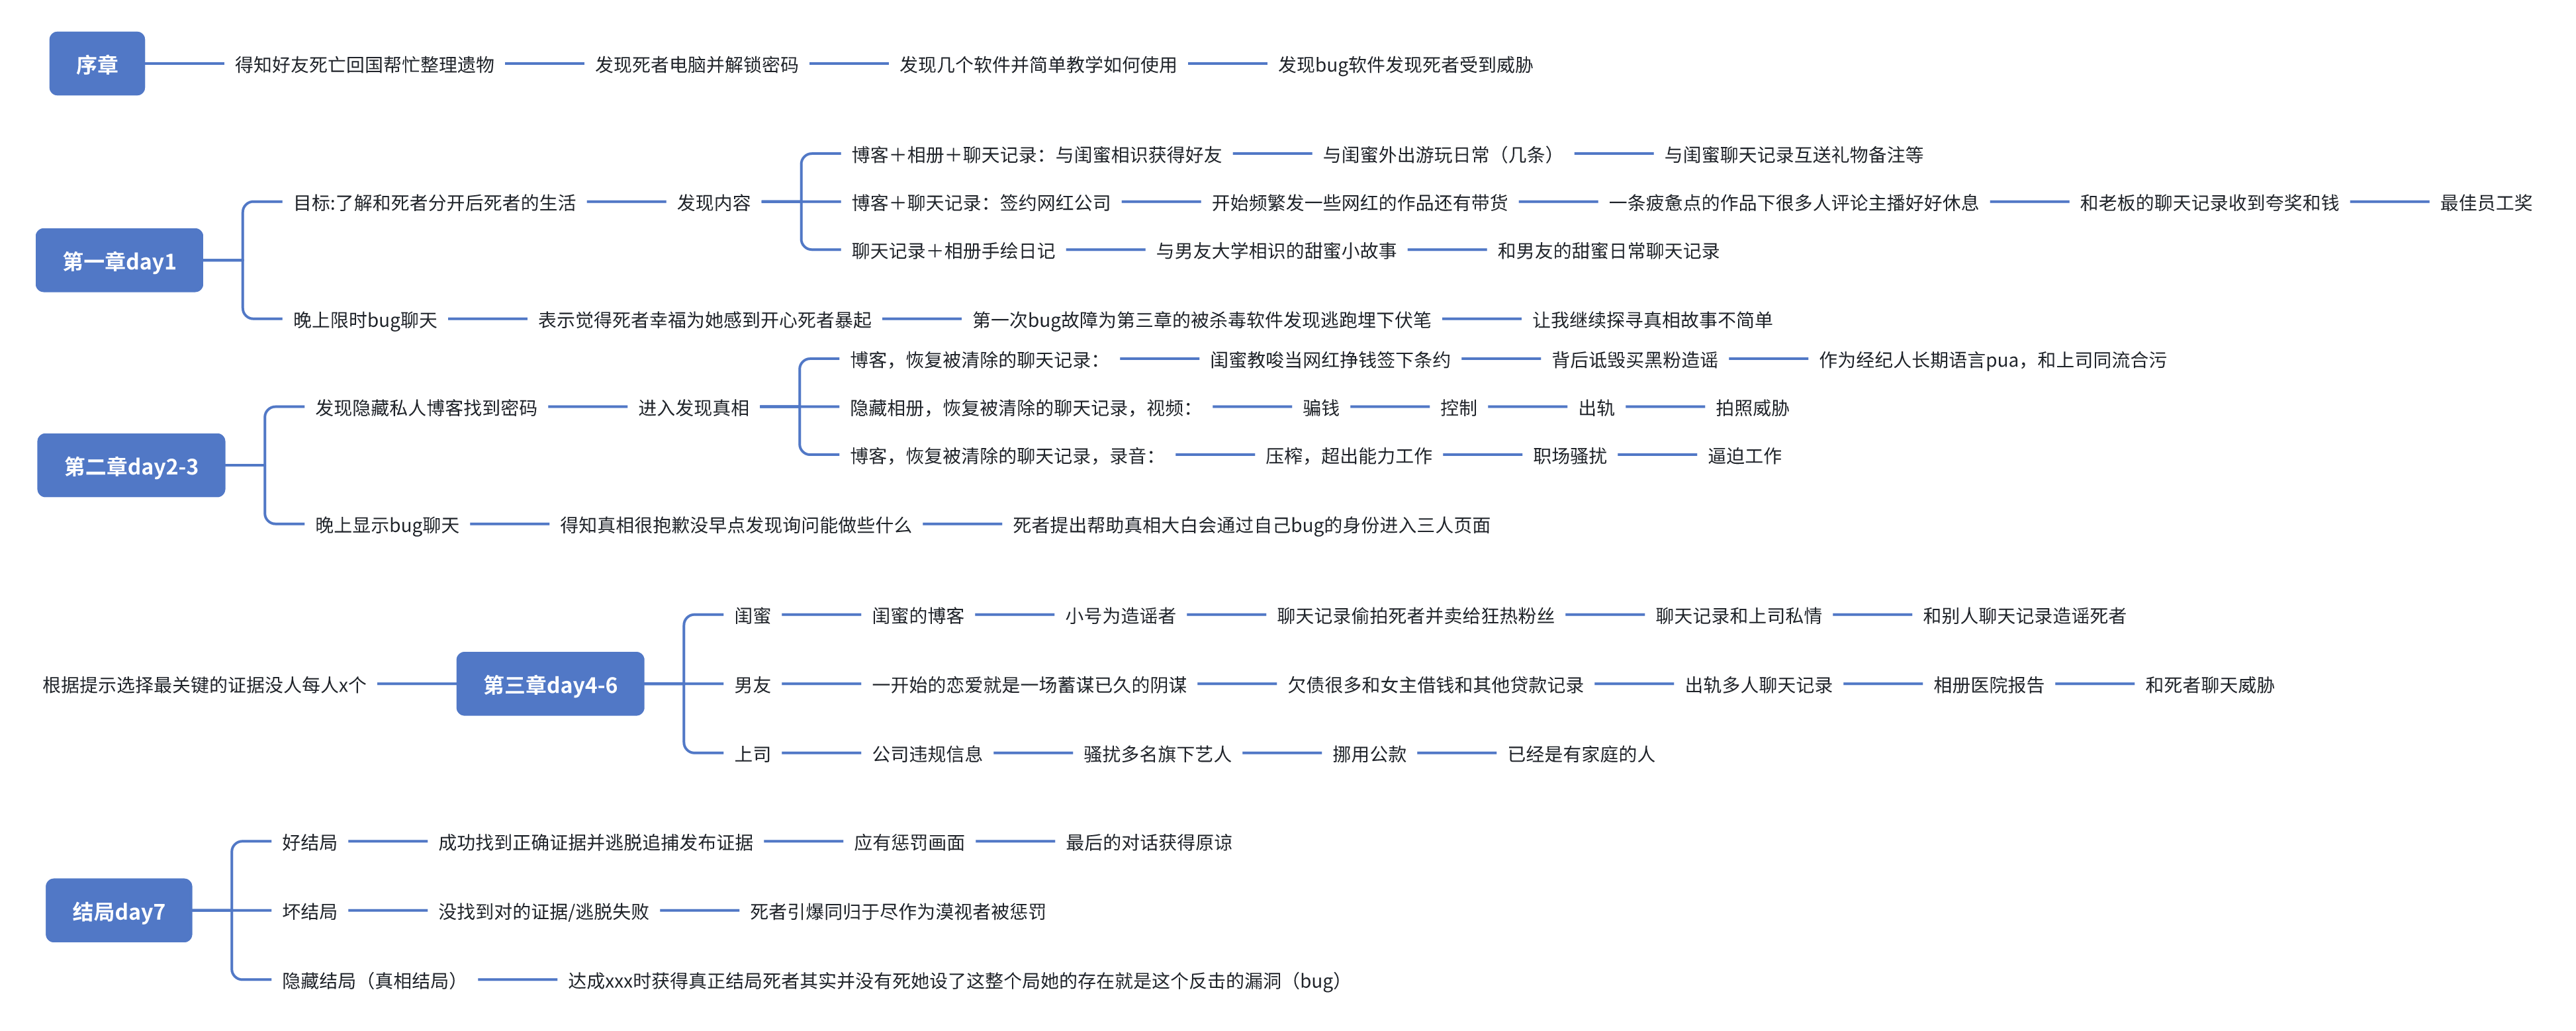 序章
得知好友死亡回国帮忙整理遗物
发现死者电脑并解锁密码
发现几个软件并简单教学如何使用
发现bug软件发现死者受到威胁
第一章day1
目标:了解和死者分开后死者的生活
发现内容
博客＋相册＋聊天记录：与闺蜜相识获得好友
与闺蜜外出游玩日常（几条）
与闺蜜聊天记录互送礼物备注等
博客＋聊天记录：签约网红公司
开始频繁发一些网红的作品还有带货
一条疲惫点的作品下很多人评论主播好好休息
和老板的聊天记录收到夸奖和钱
最佳员工奖
聊天记录＋相册手绘日记
与男友大学相识的甜蜜小故事
和男友的甜蜜日常聊天记录
晚上限时bug聊天
表示觉得死者幸福为她感到开心死者暴起
第一次bug故障为第三章的被杀毒软件发现逃跑埋下伏笔
让我继续探寻真相故事不简单
第二章day2-3
发现隐藏私人博客找到密码
进入发现真相
博客，恢复被清除的聊天记录：
闺蜜教唆当网红挣钱签下条约
背后诋毁买黑粉造谣
作为经纪人长期语言pua，和上司同流合污
隐藏相册，恢复被清除的聊天记录，视频：
骗钱
控制
出轨
拍照威胁
博客，恢复被清除的聊天记录，录音：
压榨，超出能力工作
职场骚扰
逼迫工作
晚上显示bug聊天
得知真相很抱歉没早点发现询问能做些什么
死者提出帮助真相大白会通过自己bug的身份进入三人页面
根据提示选择最关键的证据没人每人x个
第三章day4-6
闺蜜
闺蜜的博客
小号为造谣者
聊天记录偷拍死者并卖给狂热粉丝
聊天记录和上司私情
和别人聊天记录造谣死者
男友
一开始的恋爱就是一场蓄谋已久的阴谋
欠债很多和女主借钱和其他贷款记录
出轨多人聊天记录
相册医院报告
和死者聊天威胁
上司
公司违规信息
骚扰多名旗下艺人
挪用公款
已经是有家庭的人
结局day7
好结局
成功找到正确证据并逃脱追捕发布证据
应有惩罚画面
最后的对话获得原谅
坏结局
没找到对的证据/逃脱失败
死者引爆同归于尽作为漠视者被惩罚
隐藏结局（真相结局）
达成xxx时获得真正结局死者其实并没有死她设了这整个局她的存在就是这个反击的漏洞（bug）